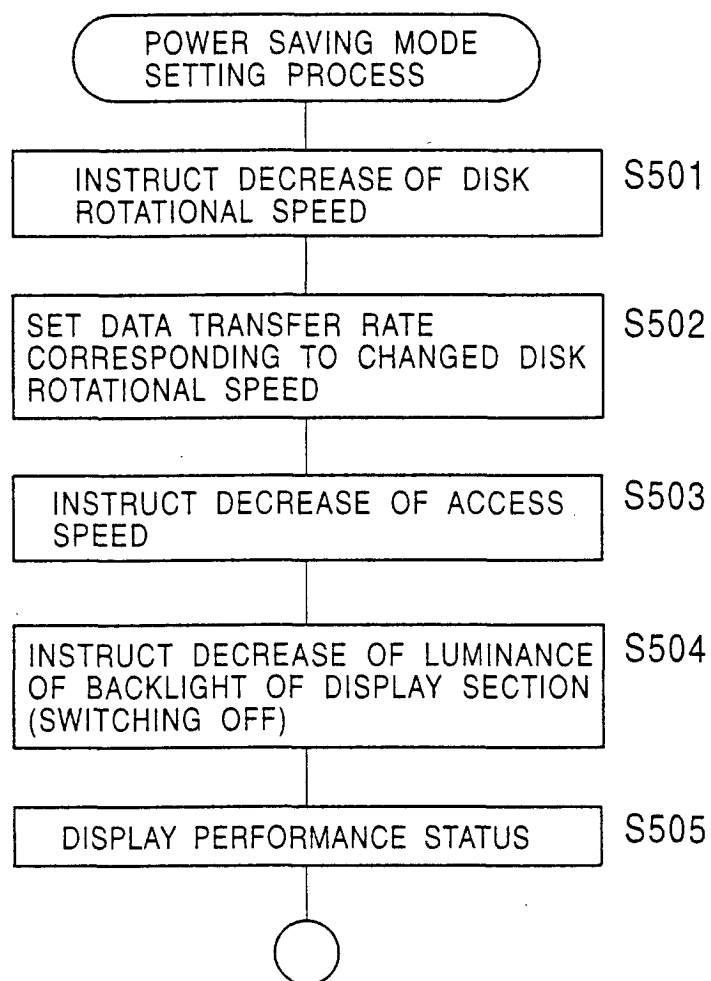 POWER SAVING MODE
SETTING PROCESS
INSTRUCT DECREASE OF DISK
ROTATIONAL SPEED
S501
SET DATA TRANSFER RATE
CORRESPONDING TO CHANGED DISK
ROTATIONAL SPEED
S502
INSTRUCT DECREASE OF ACCESS
SPEED
S503
INSTRUCT DECREASE OF LUMINANCE
OF BACKLIGHT OF DISPLAY SECTION
(SWITCHING OFF)
S504
DISPLAY PERFORMANCE STATUS
S505